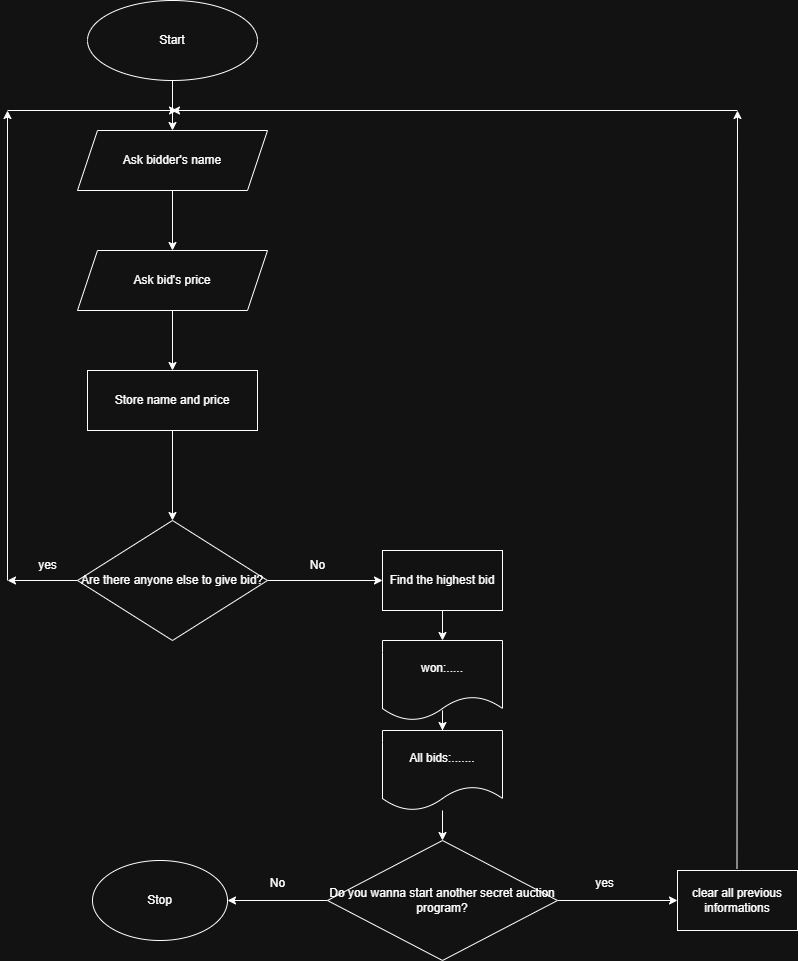 Start
Ask bidder's name
Ask bid's price
Store name and price
yes
Are there anyone else to give bid?
No
Find the highest bid
won:.....
All bids:........
Stop
No
Do you wanna start another secret auction
program?
yes
clear all previous
informations